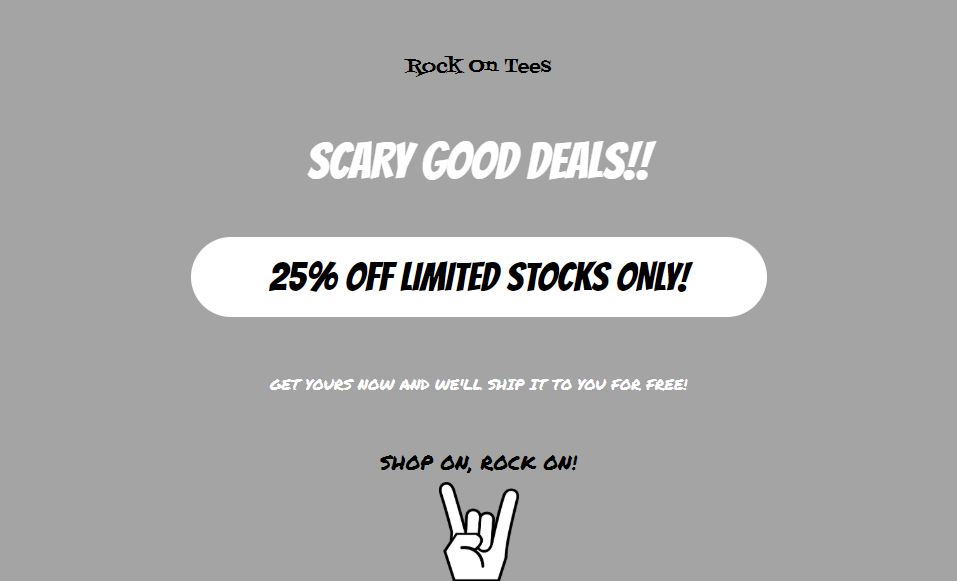 Rock On Tees
SCARY GOOD DEALS!!
25% OFF LIMITED STOCKS ONLY!
GET YOURS NOW AND WE'LL SHIP IT TO YOU FOR FREE!
SHOP ON, ROCK ON!